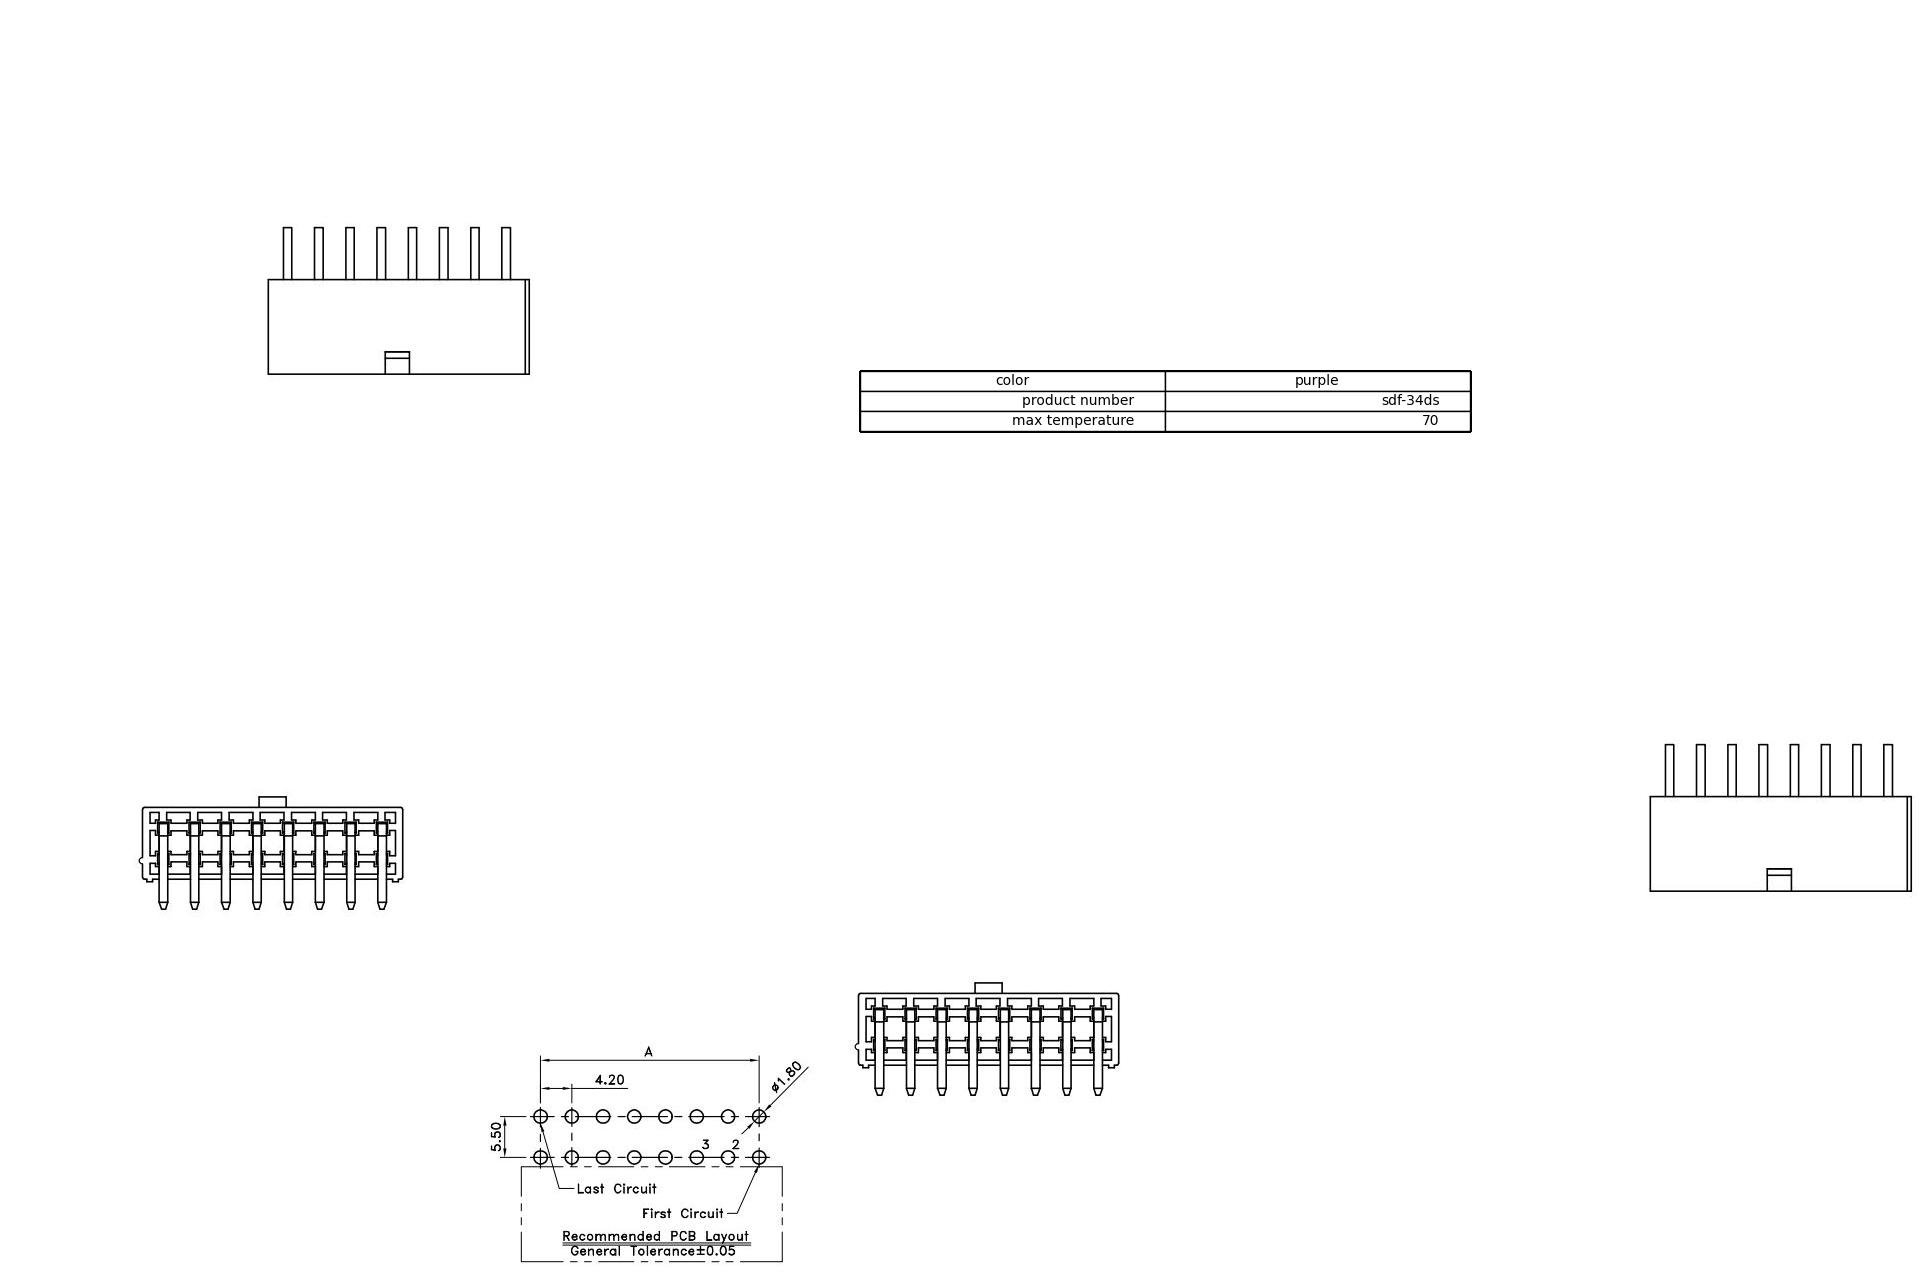 color purple
product number sdf-34ds
max temperature 70
A
4.20
ø1.80
5.50
3 2
Last Circuit
First Circuit
Recommended PCB Layout
General Tolerance±0.05